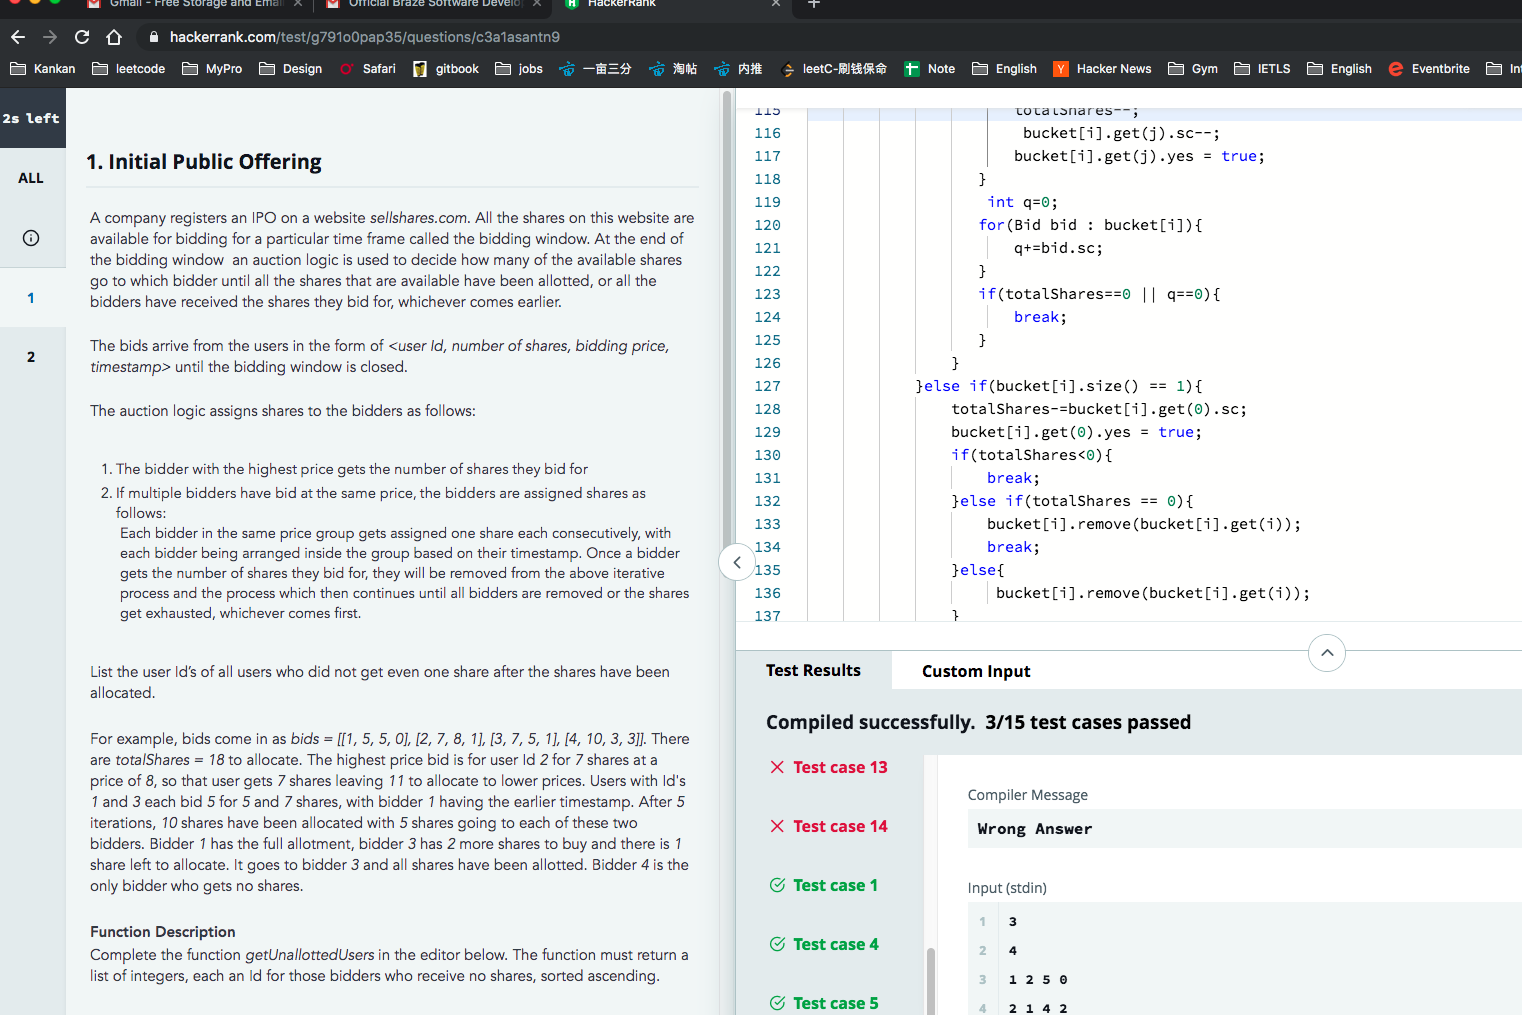 Gmail - Free Storage and Email
Official Braze Software Develo
HackerRank
hackerrank.com/test/g791o0pap35/questions/c3a1asantn9
Kankan leetcode MyPro Design Safari gitbook jobs 一亩三分 淘帖 内推 leetC-刷钱保命 Note English Hacker News Gym IETLS English Eventbrite Int
2s left
ALL
1
2
1. Initial Public Offering
A company registers an IPO on a website sellshares.com. All the shares on this website are
available for bidding for a particular time frame called the bidding window. At the end of
the bidding window  an auction logic is used to decide how many of the available shares
go to which bidder until all the shares that are available have been allotted, or all the
bidders have received the shares they bid for, whichever comes earlier.
The bids arrive from the users in the form of <user Id, number of shares, bidding price,
timestamp> until the bidding window is closed.
The auction logic assigns shares to the bidders as follows:
1. The bidder with the highest price gets the number of shares they bid for
2. If multiple bidders have bid at the same price, the bidders are assigned shares as
follows:
Each bidder in the same price group gets assigned one share each consecutively, with
each bidder being arranged inside the group based on their timestamp. Once a bidder
gets the number of shares they bid for, they will be removed from the above iterative
process and the process which then continues until all bidders are removed or the shares
get exhausted, whichever comes first.
List the user Id's of all users who did not get even one share after the shares have been
allocated.
For example, bids come in as bids = [[1, 5, 5, 0], [2, 7, 8, 1], [3, 7, 5, 1], [4, 10, 3, 3]]. There
are totalShares = 18 to allocate. The highest price bid is for user Id 2 for 7 shares at a
price of 8, so that user gets 7 shares leaving 11 to allocate to lower prices. Users with Id's
1 and 3 each bid 5 for 5 and 7 shares, with bidder 1 having the earlier timestamp. After 5
iterations, 10 shares have been allocated with 5 shares going to each of these two
bidders. Bidder 1 has the full allotment, bidder 3 has 2 more shares to buy and there is 1
share left to allocate. It goes to bidder 3 and all shares have been allotted. Bidder 4 is the
only bidder who gets no shares.
Function Description
Complete the function getUnallottedUsers in the editor below. The function must return a
list of integers, each an Id for those bidders who receive no shares, sorted ascending.
115 totalShares--;
116 bucket[i].get(j).sc--;
117 bucket[i].get(j).yes = true;
118 }
119 int q=0;
120 for(Bid bid : bucket[i]){
121 q+=bid.sc;
122 }
123 if(totalShares==0 || q==0){
124 break;
125 }
126 }
127 }else if(bucket[i].size() == 1){
128 totalShares-=bucket[i].get(0).sc;
129 bucket[i].get(0).yes = true;
130 if(totalShares<0){
131 break;
132 }else if(totalShares == 0){
133 bucket[i].remove(bucket[i].get(i));
134 break;
135 }else{
136 bucket[i].remove(bucket[i].get(i));
137 }
Test Results Custom Input
Compiled successfully. 3/15 test cases passed
Test case 13
Test case 14
Test case 1
Test case 4
Test case 5
Compiler Message
Wrong Answer
Input (stdin)
1 3
2 4
3 1 2 5 0
4 2 1 4 2